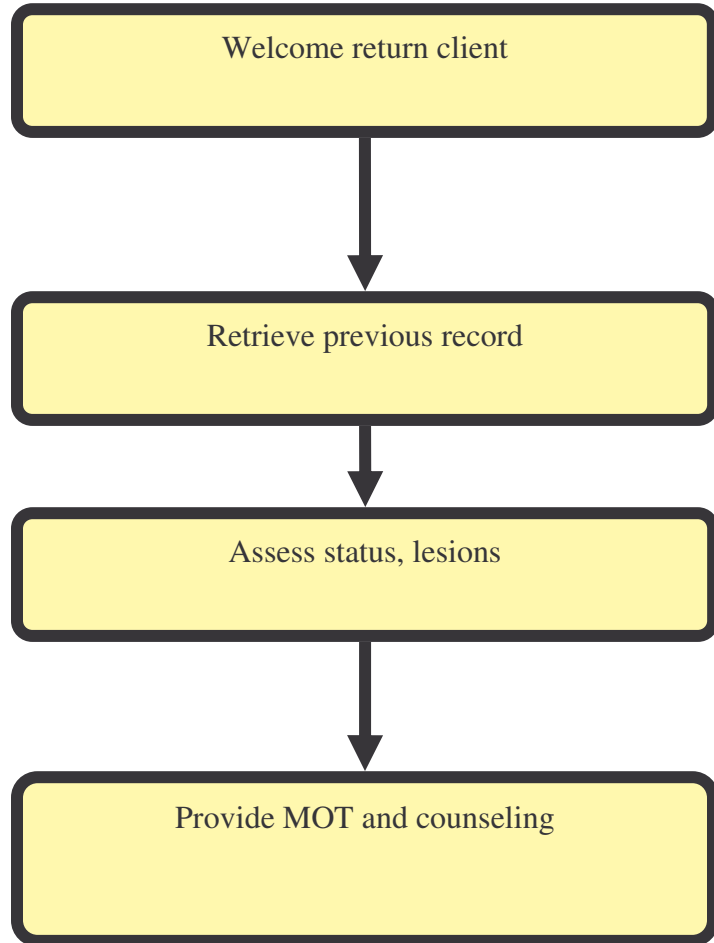 Welcome return client
Retrieve previous record
Assess status, lesions
Provide MOT and counseling